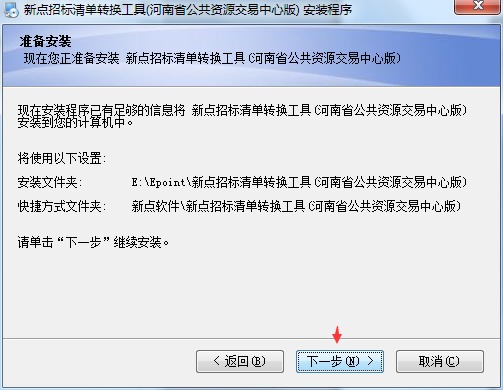 新点招标清单转换工具(河南省公共资源交易中心版) 安装程序
准备安装
现在您正准备安装 新点招标清单转换工具(河南省公共资源交易中心版)
现在安装程序已有足够的信息将 新点招标清单转换工具(河南省公共资源交易中心版)
安装到您的计算机中。
将使用以下设置:
安装文件夹: E:\Epoint\新点招标清单转换工具(河南省公共资源交易中心版)
快捷方式文件夹: 新点软件\新点招标清单转换工具(河南省公共资源交易中心版)
请单击“下一步”继续安装。
< 返回(B) 下一步(N) > 取消(C)